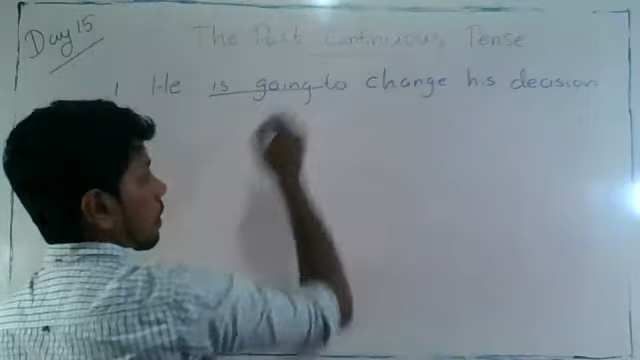 Day 15
The Past Continuous Tense
1 He is going to change his decision